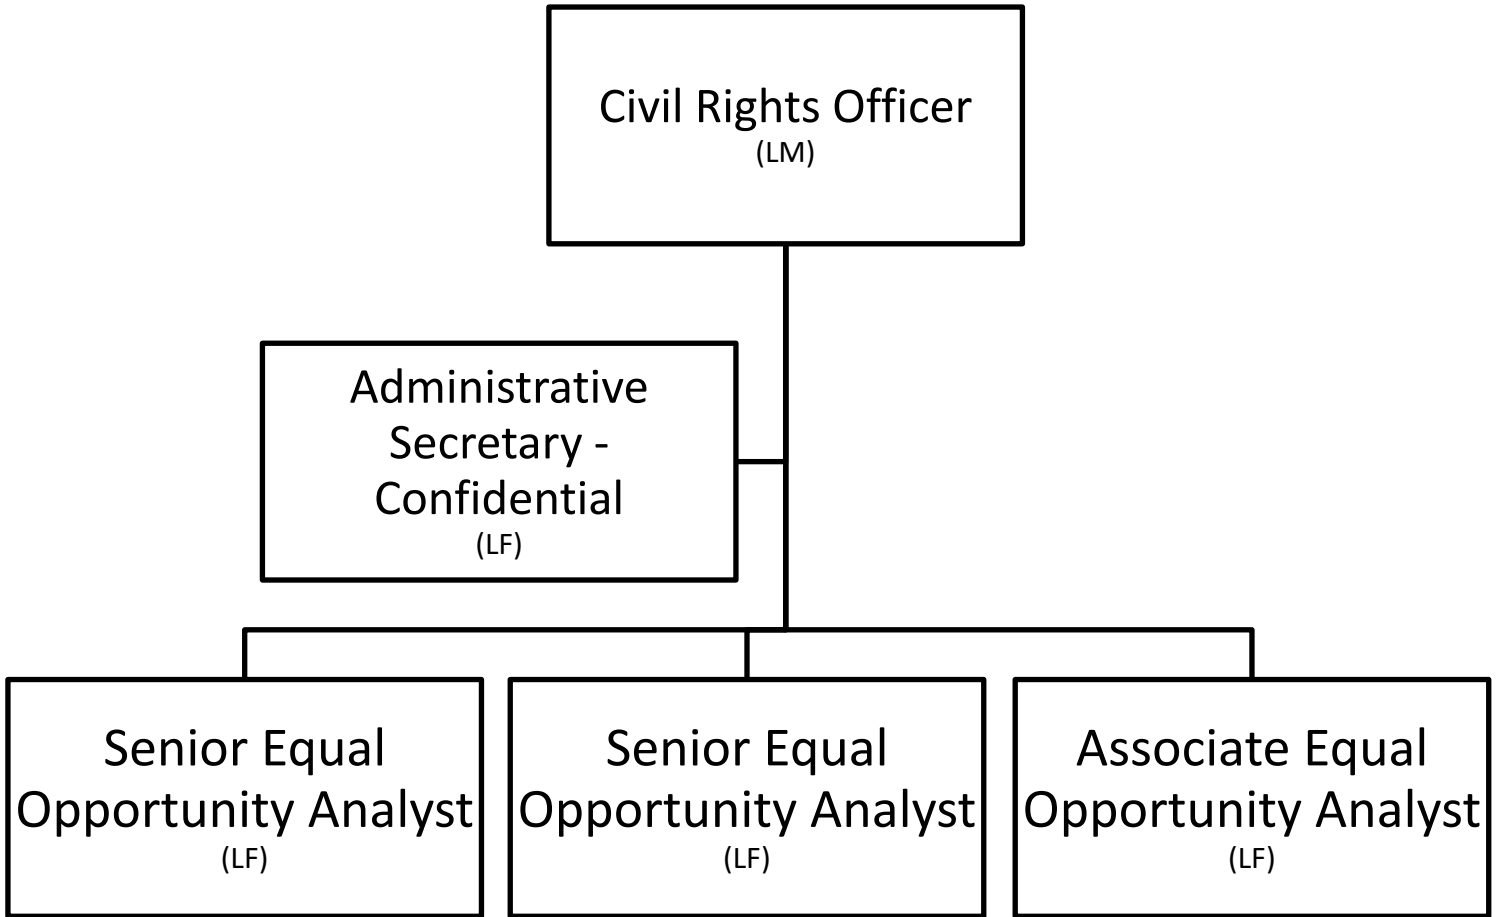 Civil Rights Officer
(LM)
Administrative
Secretary -
Confidential
(LF)
Senior Equal
Opportunity Analyst
(LF)
Senior Equal
Opportunity Analyst
(LF)
Associate Equal
Opportunity Analyst
(LF)